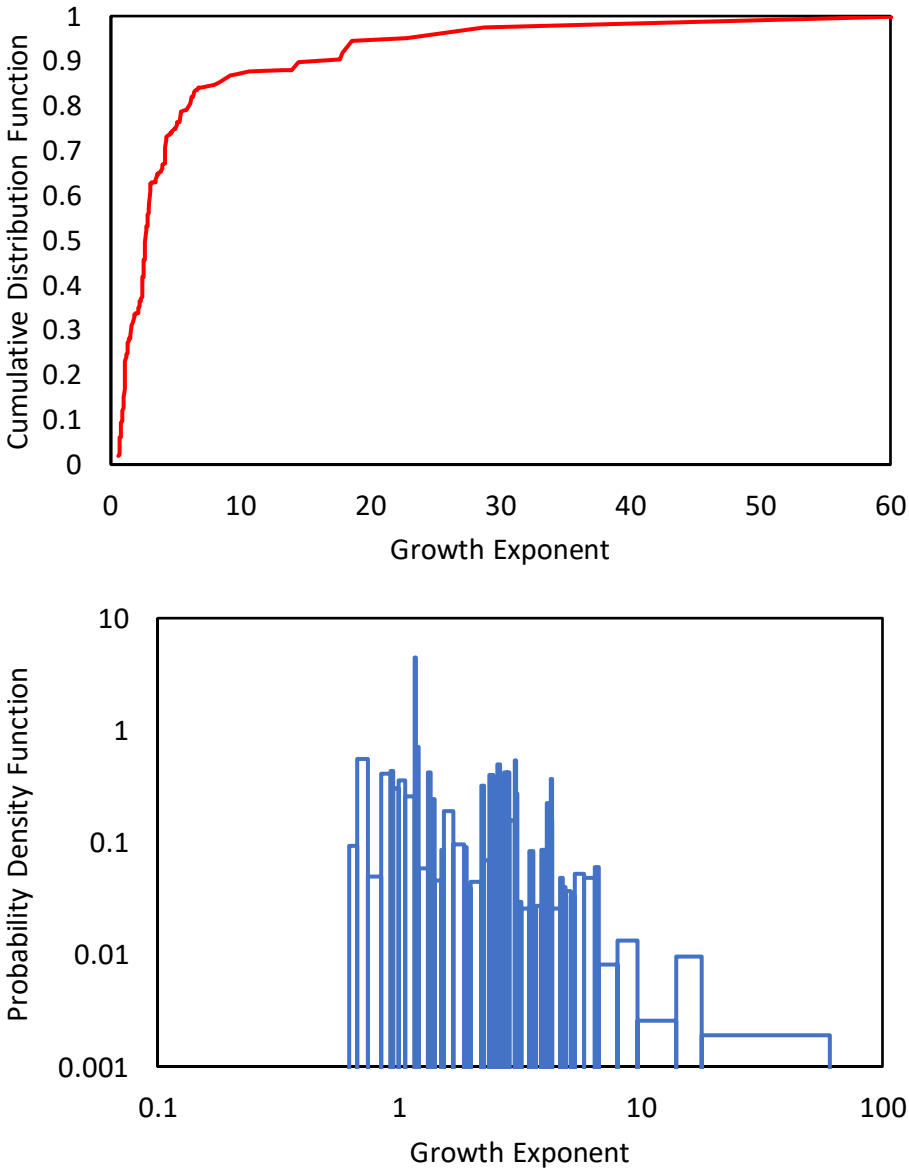 Cumulative Distribution Function
1
0.9
0.8
0.7
0.6
0.5
0.4
0.3
0.2
0.1
0
0 10 20 30 40 50 60
Growth Exponent
Probability Density Function
10
1
0.1
0.01
0.001
0.1 1 10 100
Growth Exponent